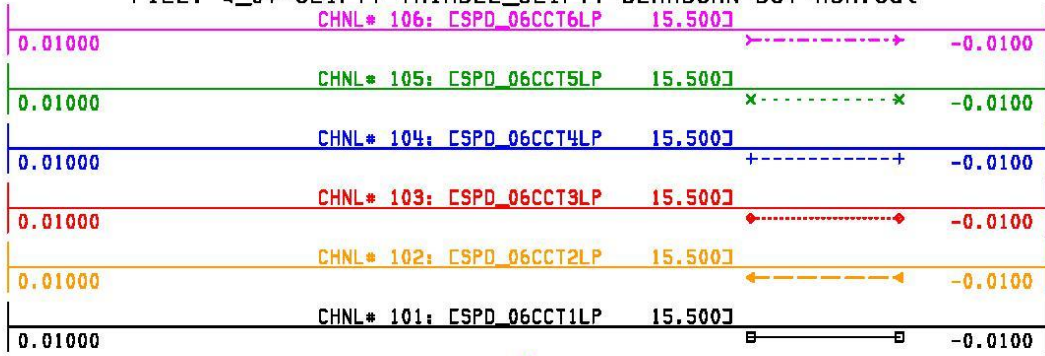 CHNL# 106: [SPD_06CCT6LP 15.500]
0.01000 -0.0100
CHNL# 105: [SPD_06CCT5LP 15.500]
0.01000 -0.0100
CHNL# 104: [SPD_06CCT4LP 15.500]
0.01000 -0.0100
CHNL# 103: [SPD_06CCT3LP 15.500]
0.01000 -0.0100
CHNL# 102: [SPD_06CCT2LP 15.500]
0.01000 -0.0100
CHNL# 101: [SPD_06CCT1LP 15.500]
0.01000 -0.0100